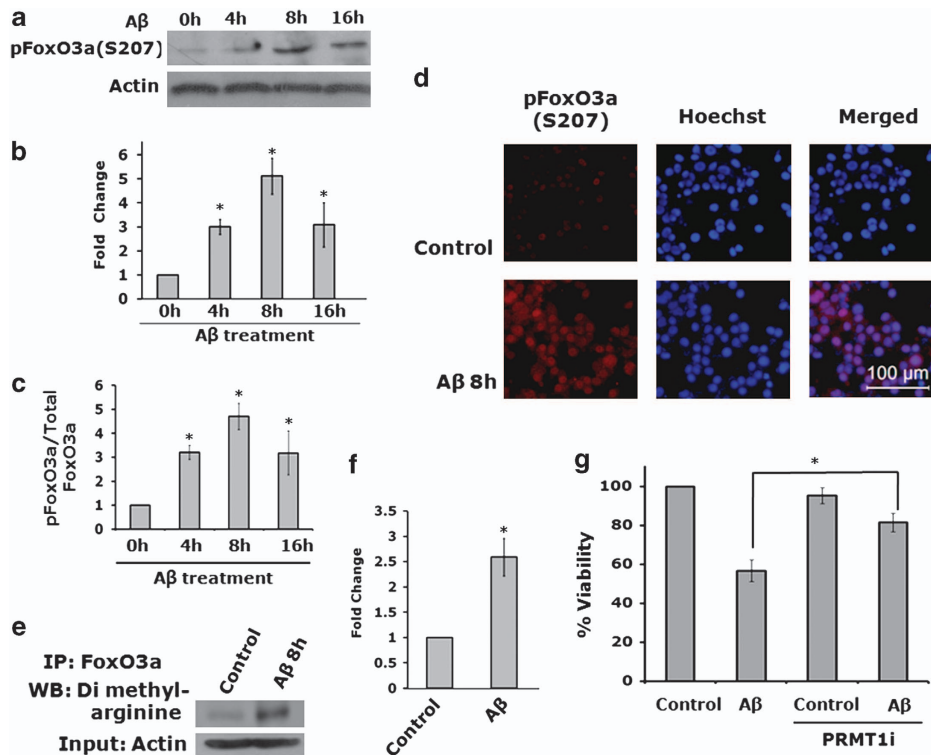 a
Aβ 0h 4h 8h 16h
pFoxO3a(S207)
Actin
b
Fold Change
6
5
4
3
2
1
0
0h 4h 8h 16h
* * *
Aβ treatment
c
pFoxO3a/Total
FoxO3a
6
5
4
3
2
1
0
0h 4h 8h 16h
* * *
Aβ treatment
d
pFoxO3a
(S207)
Hoechst
Merged
Control
Aβ 8h
100 µm
e
IP: FoxO3a
Control
Aβ 8h
WB: Di methyl-
arginine
Input: Actin
f
Fold Change
3.5
3
2.5
2
1.5
1
0.5
0
*
Control Aβ
g
% Viability
100
80
60
40
20
0
*
Control Aβ Control Aβ
PRMT1i